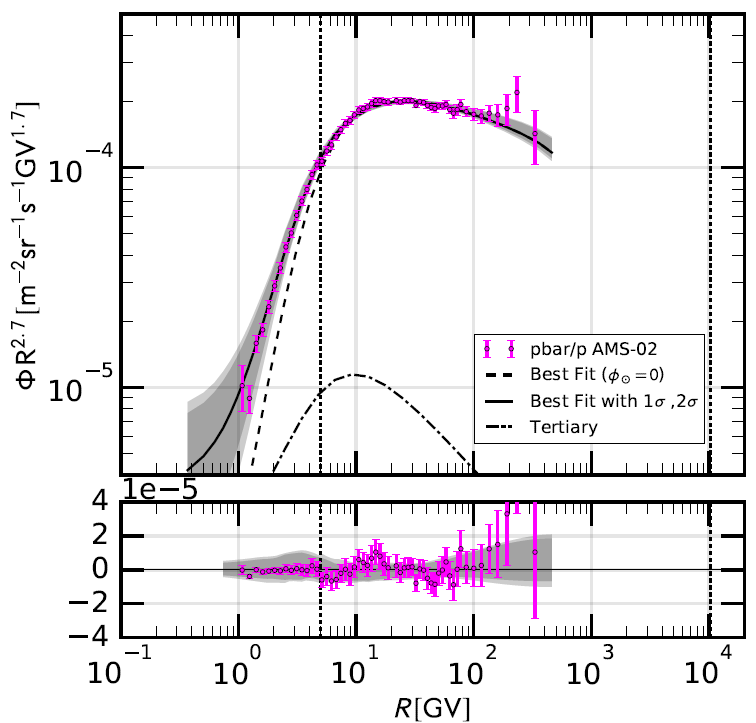 ΦR^2.7 [m^−2sr^−1s^−1GV^1.7]
10^−4
10^−5
pbar/p AMS-02
Best Fit (ϕ_⊙=0)
Best Fit with 1σ ,2σ
Tertiary
1e−5
4
2
0
−2
−4
10^−1 10^0 10^1 10^2 10^3 10^4
R[GV]